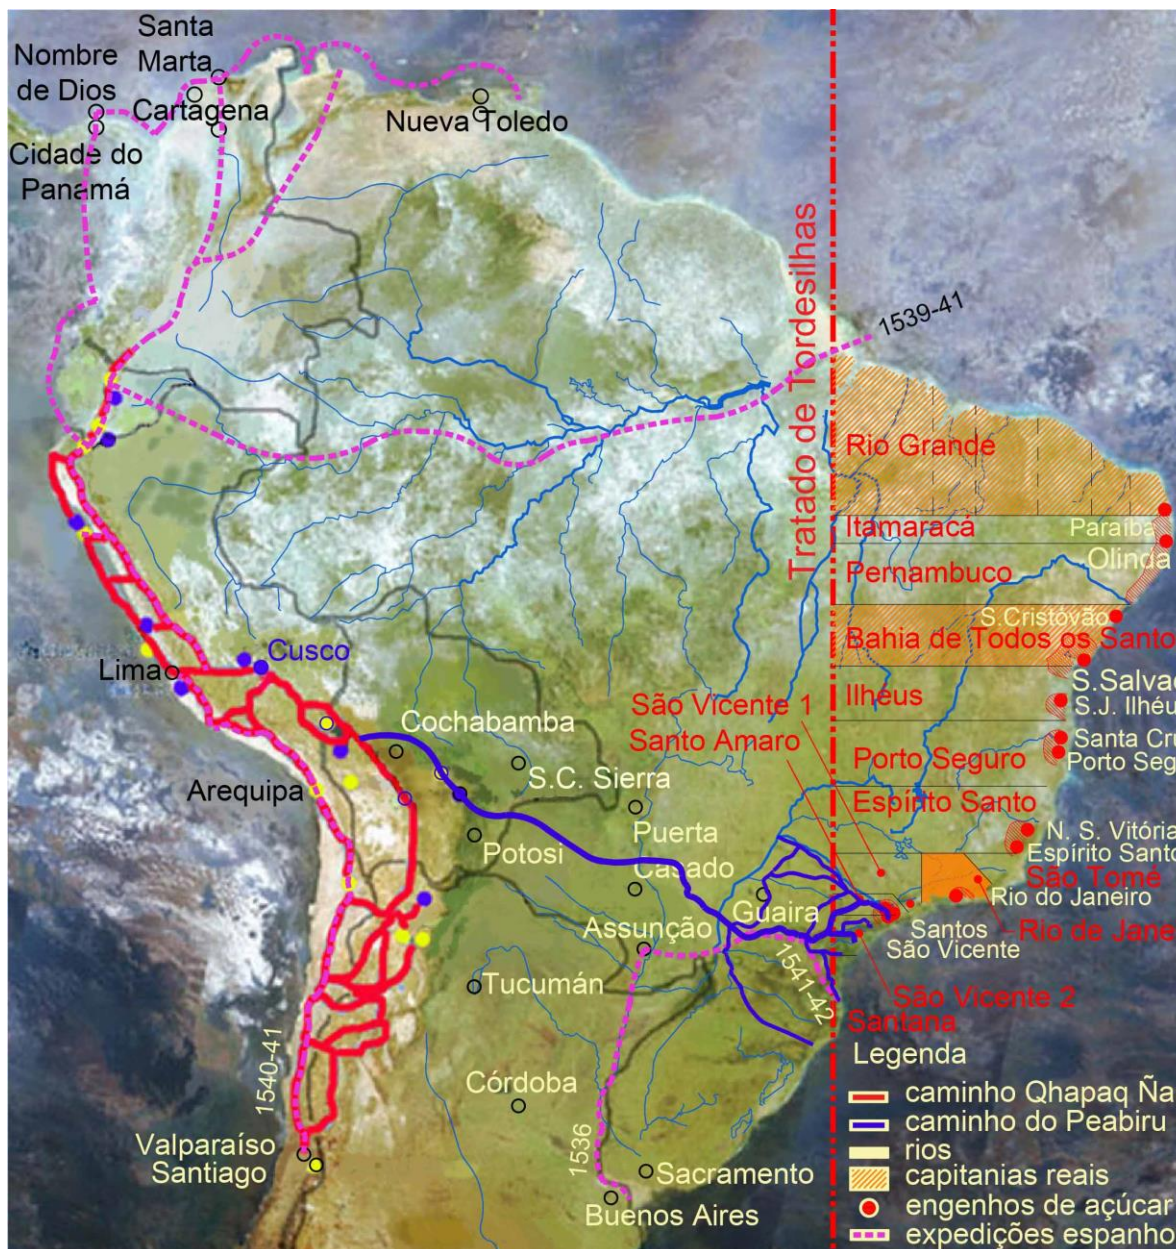 Santa
Marta
Nombre
de Dios
Cartagena
Nueva Toledo
Cidade do
Panamá
Tratado de Tordesilhas
1539-41
Rio Grande
Itamaracá
Paraíba
Olinda
Pernambuco
S.Cristóvão
Bahia de Todos os Santo
Lima
Cusco
S.Salvad
Ilhéus
S.J. Ilhéu
São Vicente 1
Cochabamba
Santa Cru
Santo Amaro
Porto Seguro
Porto Seg
S.C. Sierra
Arequipa
Espírito Santo
N. S. Vitória
Puerta
Casado
Potosi
Espírito Santo
São Tomé
Rio do Janeiro
Guaira
Assunção
Santos
São Vicente
Rio de Jane
1541-42
Tucumán
São Vicente 2
Santana
1540-41
Legenda
Córdoba
caminho Qhapaq Ña
caminho do Peabiru
1536
Valparaíso
Santiago
rios
Sacramento
capitanias reais
engenhos de açúcar
Buenos Aires
expedições espanho